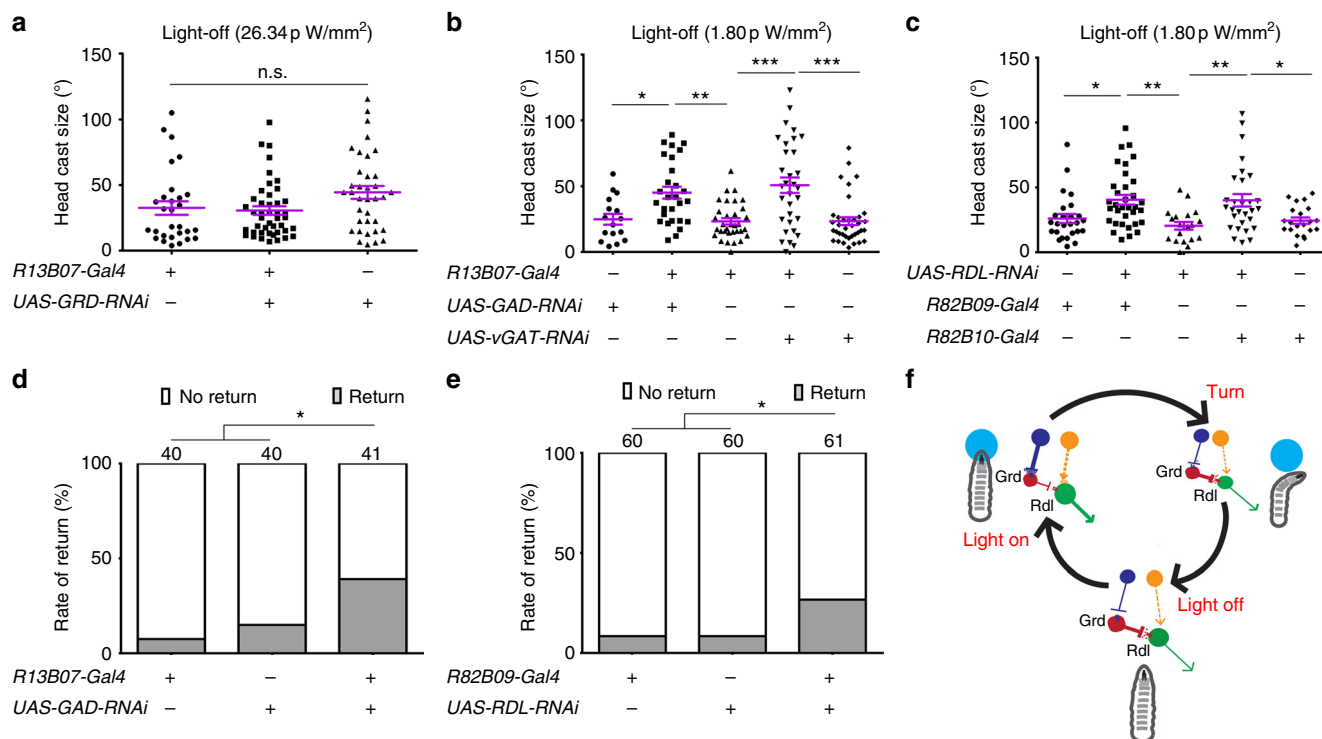 a
Light-off (26.34 p W/mm²)
150
100
50
0
Head cast size (°)
n.s.
R13B07-Gal4 + + –
UAS-GRD-RNAi – + +
b
Light-off (1.80 p W/mm²)
150
100
50
0
Head cast size (°)
* ** *** ***
R13B07-Gal4 – + + + –
UAS-GAD-RNAi + + – – –
UAS-vGAT-RNAi – – – + +
c
Light-off (1.80 p W/mm²)
150
100
50
0
Head cast size (°)
* ** ** *
UAS-RDL-RNAi – + + + –
R82B09-Gal4 + + – – –
R82B10-Gal4 – – – + +
d
No return Return
*
40 40 41
100
50
0
Rate of return (%)
R13B07-Gal4 + – +
UAS-GAD-RNAi – + +
e
No return Return
*
60 60 61
100
50
0
Rate of return (%)
R82B09-Gal4 + – +
UAS-RDL-RNAi – + +
f
Turn
Grd
Rdl
Grd
Rdl
Light on
Light off
Grd
Rdl